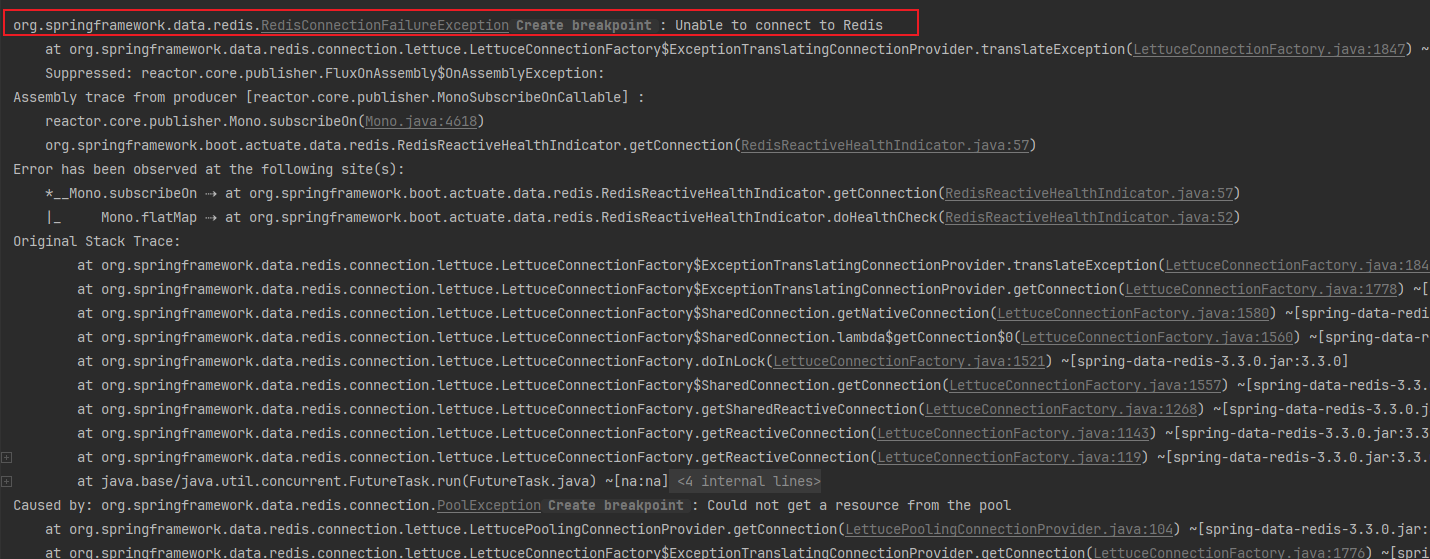 org.springframework.data.redis.RedisConnectionFailureException Create breakpoint : Unable to connect to Redis
at org.springframework.data.redis.connection.lettuce.LettuceConnectionFactory$ExceptionTranslatingConnectionProvider.translateException(LettuceConnectionFactory.java:1847) ~
Suppressed: reactor.core.publisher.FluxOnAssembly$OnAssemblyException:
Assembly trace from producer [reactor.core.publisher.MonoSubscribeOnCallable] :
reactor.core.publisher.Mono.subscribeOn(Mono.java:4618)
org.springframework.boot.actuate.data.redis.RedisReactiveHealthIndicator.getConnection(RedisReactiveHealthIndicator.java:57)
Error has been observed at the following site(s):
*__Mono.subscribeOn ⇢ at org.springframework.boot.actuate.data.redis.RedisReactiveHealthIndicator.getConnection(RedisReactiveHealthIndicator.java:57)
|_ Mono.flatMap ⇢ at org.springframework.boot.actuate.data.redis.RedisReactiveHealthIndicator.doHealthCheck(RedisReactiveHealthIndicator.java:52)
Original Stack Trace:
at org.springframework.data.redis.connection.lettuce.LettuceConnectionFactory$ExceptionTranslatingConnectionProvider.translateException(LettuceConnectionFactory.java:184
at org.springframework.data.redis.connection.lettuce.LettuceConnectionFactory$ExceptionTranslatingConnectionProvider.getConnection(LettuceConnectionFactory.java:1778) ~[
at org.springframework.data.redis.connection.lettuce.LettuceConnectionFactory$SharedConnection.getNativeConnection(LettuceConnectionFactory.java:1580) ~[spring-data-redi
at org.springframework.data.redis.connection.lettuce.LettuceConnectionFactory$SharedConnection.lambda$getConnection$0(LettuceConnectionFactory.java:1560) ~[spring-data-r
at org.springframework.data.redis.connection.lettuce.LettuceConnectionFactory.doInLock(LettuceConnectionFactory.java:1521) ~[spring-data-redis-3.3.0.jar:3.3.0]
at org.springframework.data.redis.connection.lettuce.LettuceConnectionFactory$SharedConnection.getConnection(LettuceConnectionFactory.java:1557) ~[spring-data-redis-3.3.
at org.springframework.data.redis.connection.lettuce.LettuceConnectionFactory.getSharedReactiveConnection(LettuceConnectionFactory.java:1268) ~[spring-data-redis-3.3.0.j
at org.springframework.data.redis.connection.lettuce.LettuceConnectionFactory.getReactiveConnection(LettuceConnectionFactory.java:1143) ~[spring-data-redis-3.3.0.jar:3.3
at org.springframework.data.redis.connection.lettuce.LettuceConnectionFactory.getReactiveConnection(LettuceConnectionFactory.java:119) ~[spring-data-redis-3.3.0.jar:3.3.
at java.base/java.util.concurrent.FutureTask.run(FutureTask.java) ~[na:na] <4 internal lines>
Caused by: org.springframework.data.redis.connection.PoolException Create breakpoint : Could not get a resource from the pool
at org.springframework.data.redis.connection.lettuce.LettucePoolingConnectionProvider.getConnection(LettucePoolingConnectionProvider.java:104) ~[spring-data-redis-3.3.
at org.springframework.data.redis.connection.lettuce.LettuceConnectionFactory$ExceptionTranslatingConnectionProvider.getConnection(LettuceConnectionFactory.java:1776) ~[spr